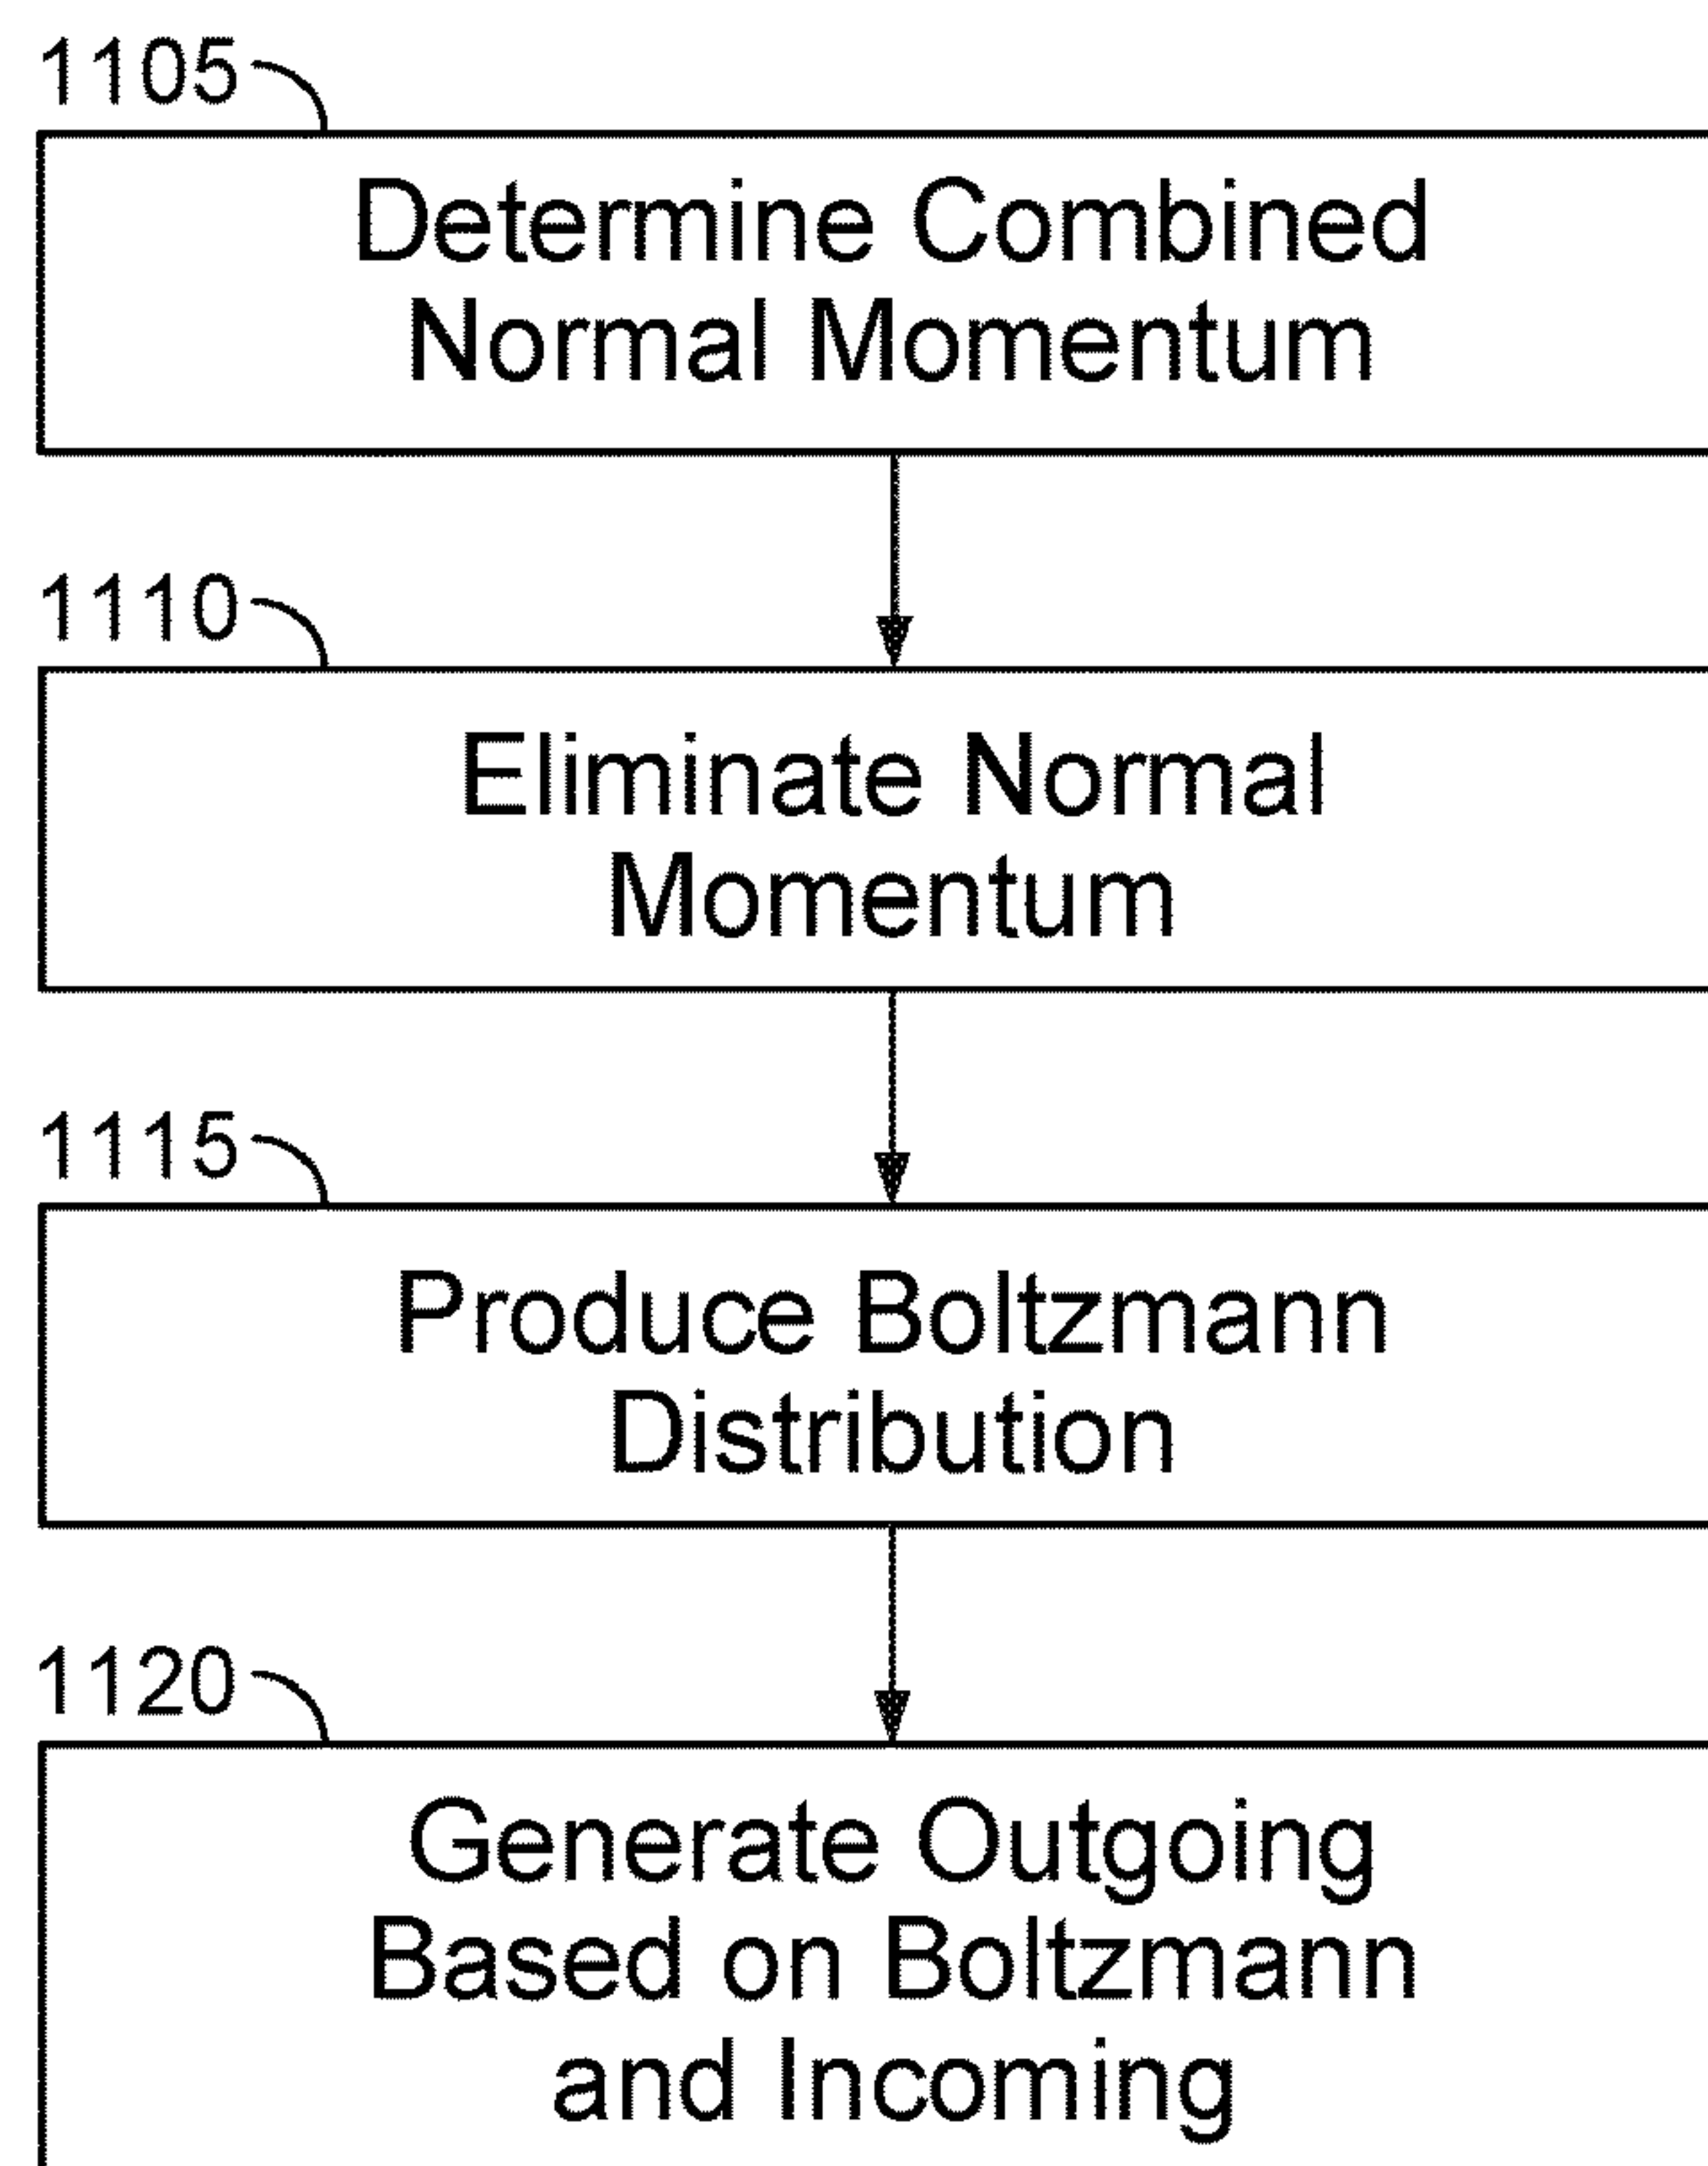 1105
Determine Combined
Normal Momentum
1110
Eliminate Normal
Momentum
1115
Produce Boltzmann
Distribution
1120
Generate Outgoing
Based on Boltzmann
and Incoming